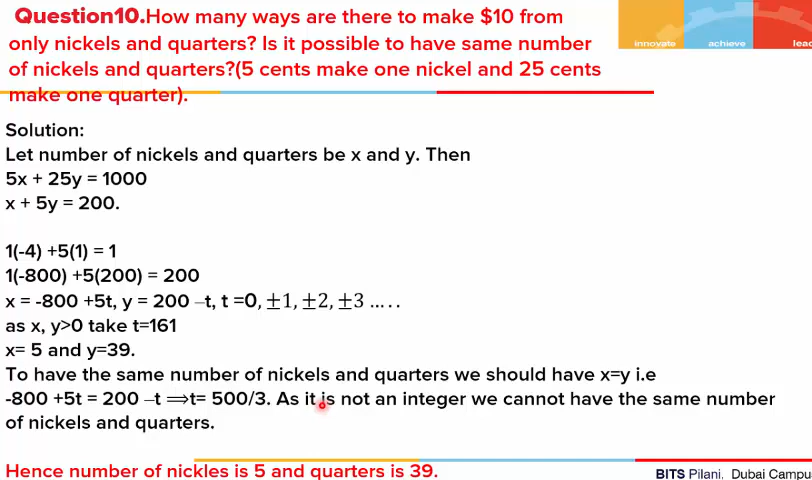 Question10.How many ways are there to make $10 from
only nickels and quarters? Is it possible to have same number
of nickels and quarters?(5 cents make one nickel and 25 cents
make one quarter).
innovate achieve lead
Solution:
Let number of nickels and quarters be x and y. Then
5x + 25y = 1000
x + 5y = 200.
1(-4) +5(1) = 1
1(-800) +5(200) = 200
x = -800 +5t, y = 200 –t, t =0, ±1, ±2, ±3 .....
as x, y>0 take t=161
x= 5 and y=39.
To have the same number of nickels and quarters we should have x=y i.e
-800 +5t = 200 –t ⟹t= 500/3. As it is not an integer we cannot have the same number
of nickels and quarters.
Hence number of nickles is 5 and quarters is 39.
BITS Pilani, Dubai Campu